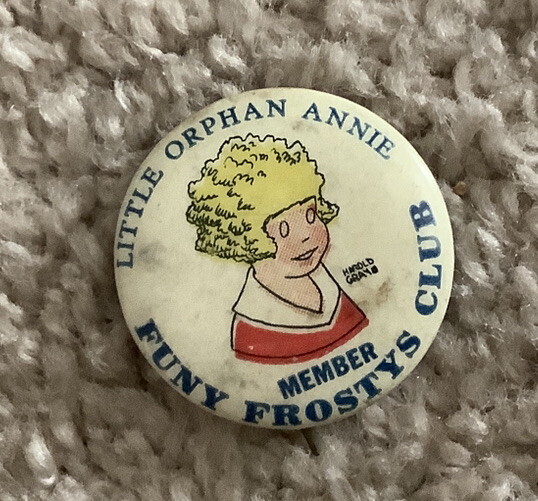 LITTLE ORPHAN ANNIE
HAROLD
GRAY
MEMBER
FUNY FROSTYS CLUB